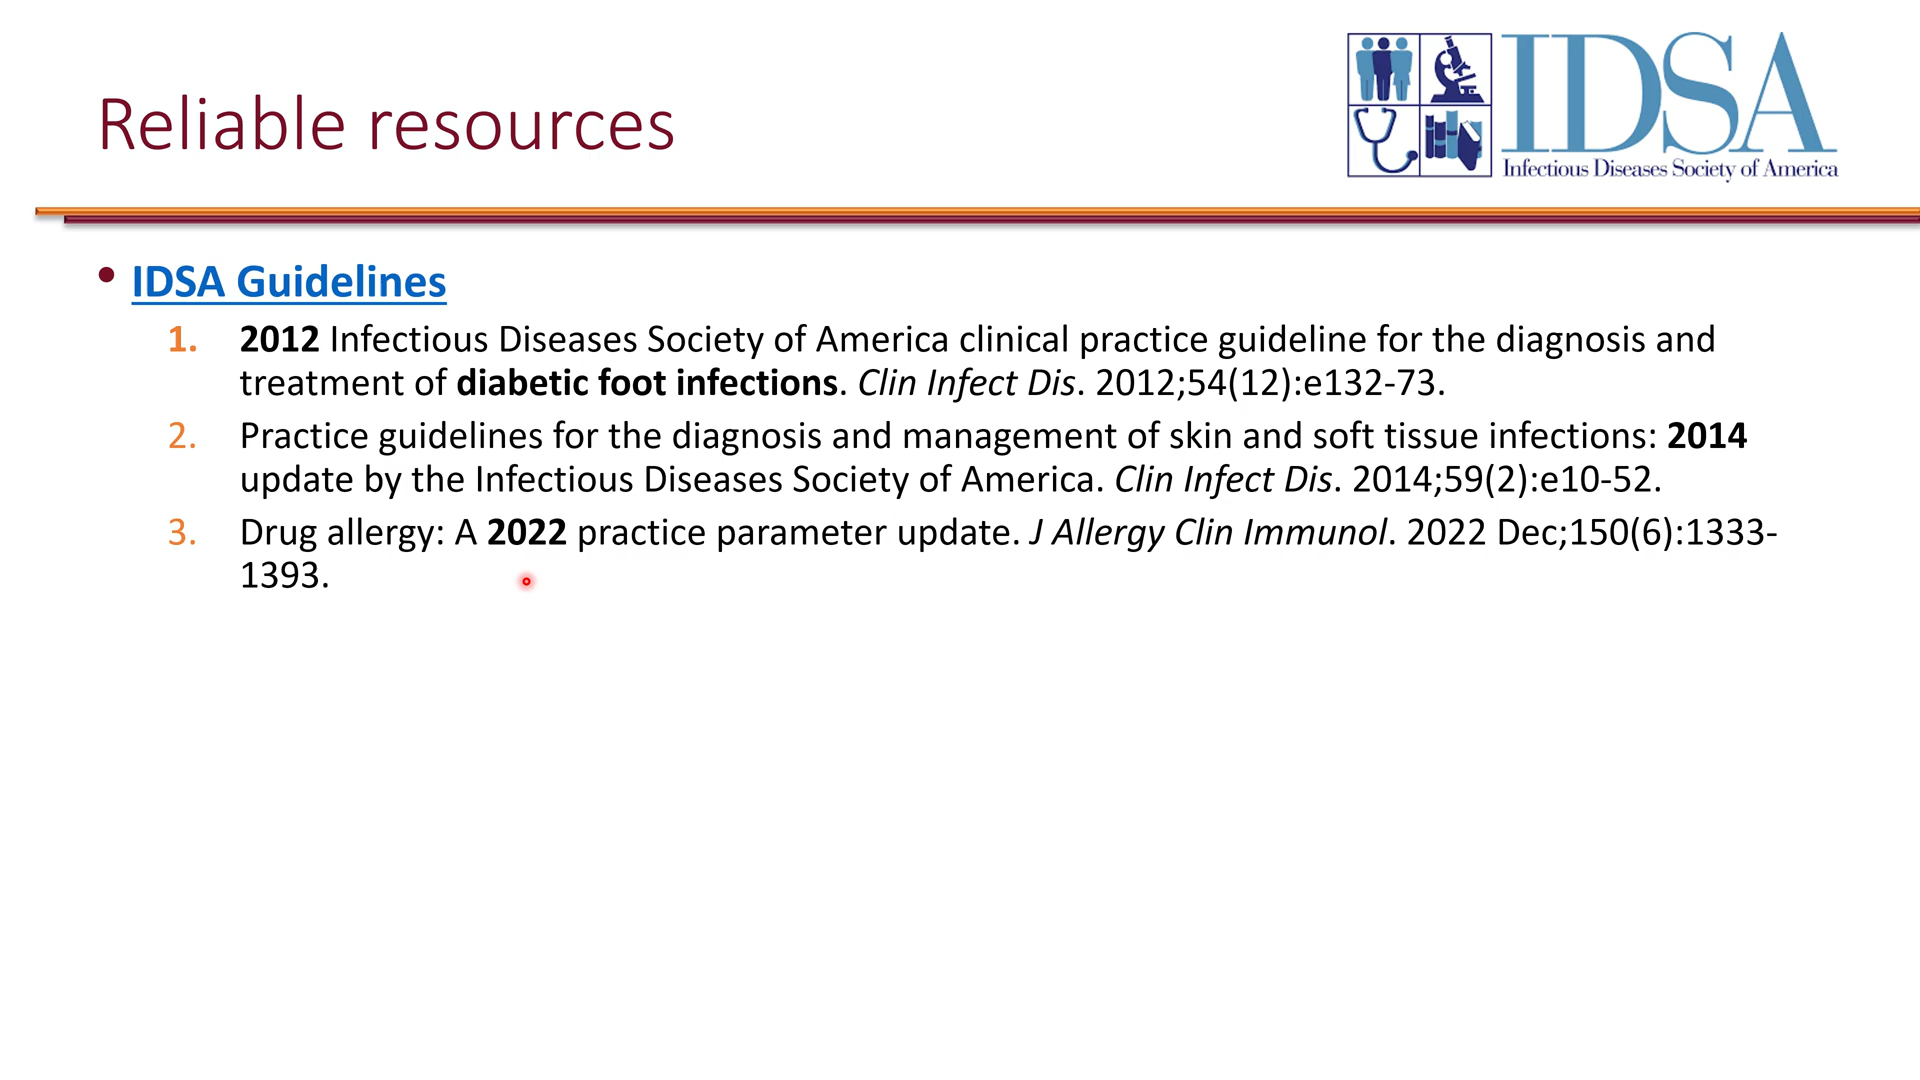 Reliable resources
IDSA
Infectious Diseases Society of America
• IDSA Guidelines
1. 2012 Infectious Diseases Society of America clinical practice guideline for the diagnosis and
treatment of diabetic foot infections. Clin Infect Dis. 2012;54(12):e132-73.
2. Practice guidelines for the diagnosis and management of skin and soft tissue infections: 2014
update by the Infectious Diseases Society of America. Clin Infect Dis. 2014;59(2):e10-52.
3. Drug allergy: A 2022 practice parameter update. J Allergy Clin Immunol. 2022 Dec;150(6):1333-
1393.